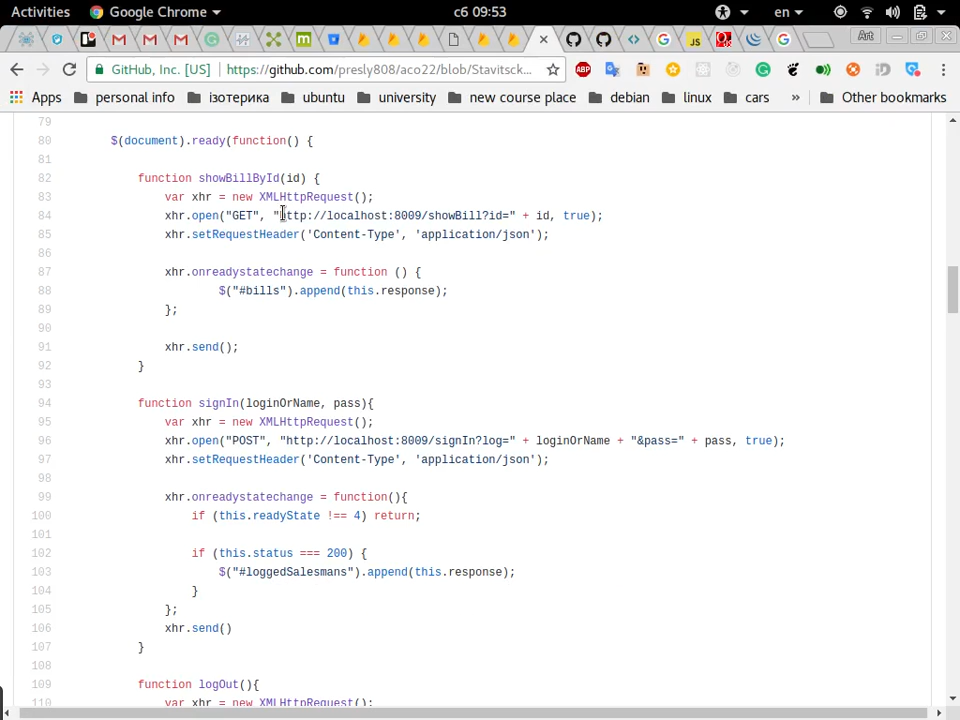 Activities Google Chrome сб 09:53 en
Art
GitHub, Inc. [US] https://github.com/presly808/aco22/blob/Stavitsck...
Apps personal info ізотерика ubuntu university new course place debian linux cars » Other bookmarks
79
80 $(document).ready(function() {
81
82 function showBillById(id) {
83 var xhr = new XMLHttpRequest();
84 xhr.open("GET", "http://localhost:8009/showBill?id=" + id, true);
85 xhr.setRequestHeader('Content-Type', 'application/json');
86
87 xhr.onreadystatechange = function () {
88 $("#bills").append(this.response);
89 };
90
91 xhr.send();
92 }
93
94 function signIn(loginOrName, pass){
95 var xhr = new XMLHttpRequest();
96 xhr.open("POST", "http://localhost:8009/signIn?log=" + loginOrName + "&pass=" + pass, true);
97 xhr.setRequestHeader('Content-Type', 'application/json');
98
99 xhr.onreadystatechange = function(){
100 if (this.readyState !== 4) return;
101
102 if (this.status === 200) {
103 $("#loggedSalesmans").append(this.response);
104 }
105 };
106 xhr.send()
107 }
108
109 function logOut(){
110 var xhr = new XMLHttpRequest();